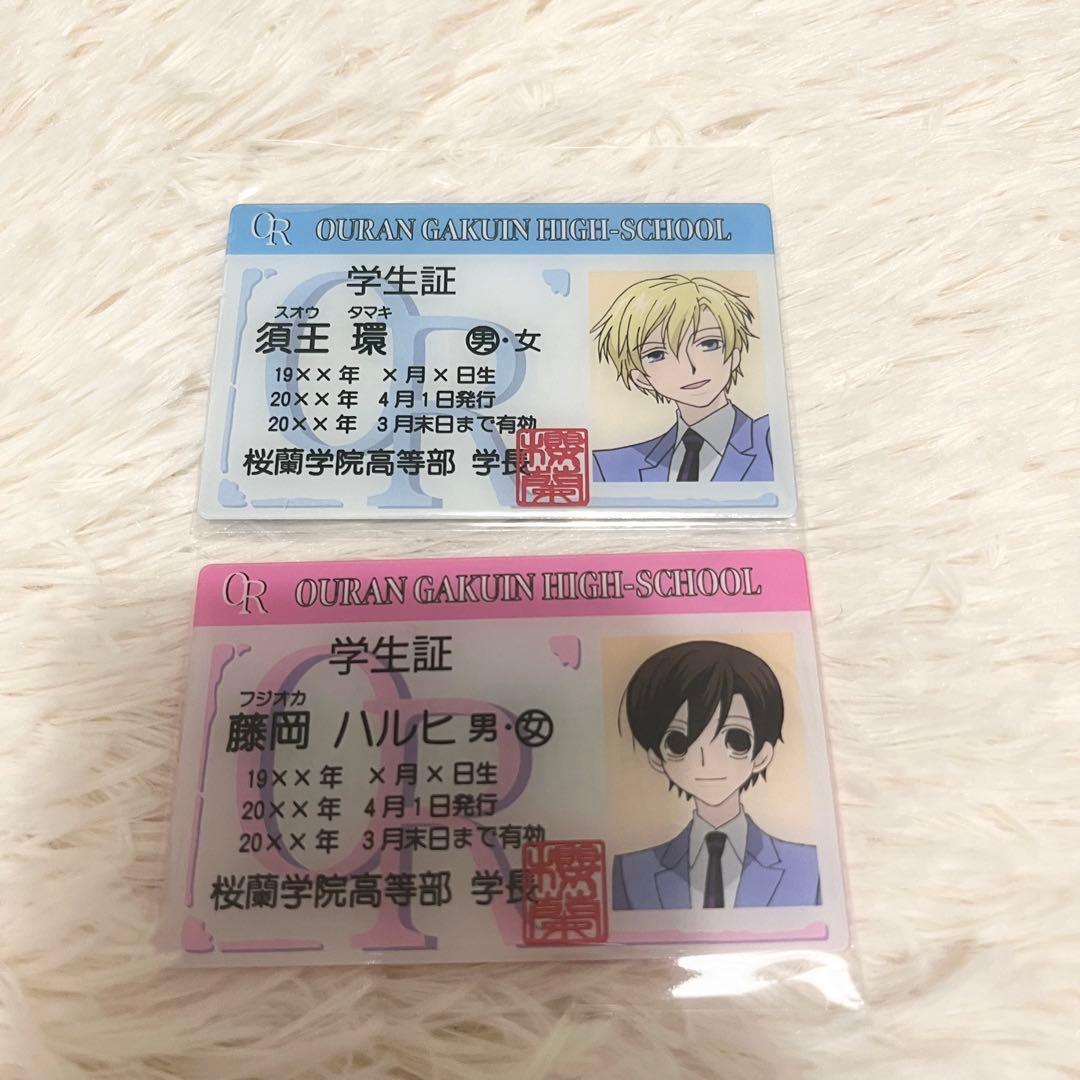 OR OURAN GAKUIN HIGH-SCHOOL
学生証
スオウ タマキ
須王 環 男・女
19××年 ×月×日生
20××年 4月1日発行
20××年 3月末日まで有効
桜蘭学院高等部 学長
櫻蘭
OR OURAN GAKUIN HIGH-SCHOOL
学生証
フジオカ
藤岡 ハルヒ 男・女
19××年 ×月×日生
20××年 4月1日発行
20××年 3月末日まで有効
桜蘭学院高等部 学長
櫻蘭